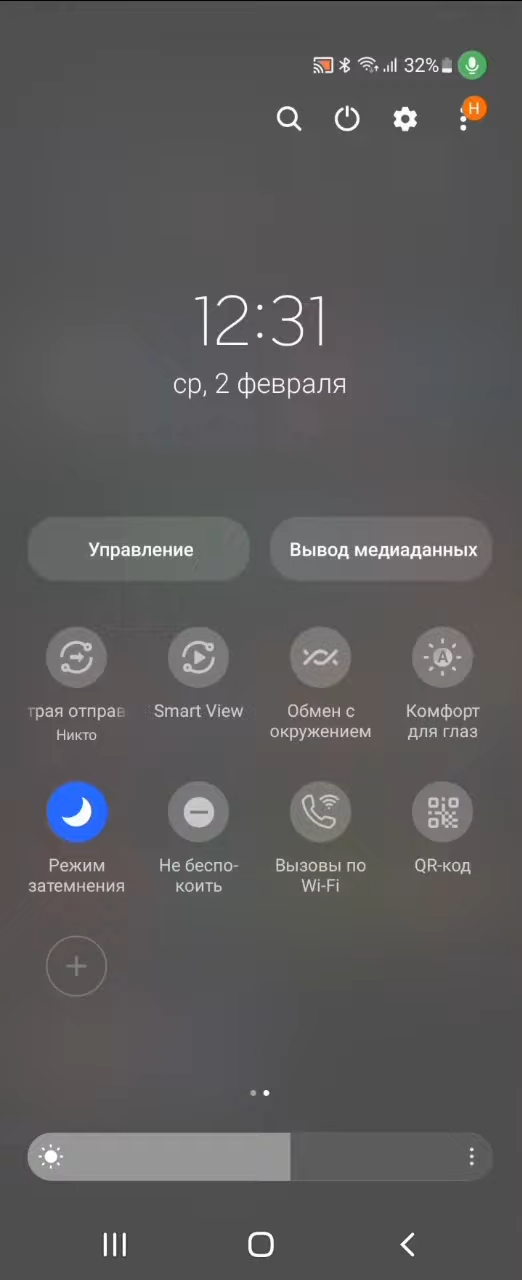 32%
Н
12:31
ср, 2 февраля
Управление
Вывод медиаданных
трая отправ
Smart View
Обмен с
Комфорт
Никто
окружением
для глаз
A
Режим
Не беспо-
Вызовы по
QR-код
затемнения
коить
Wi-Fi